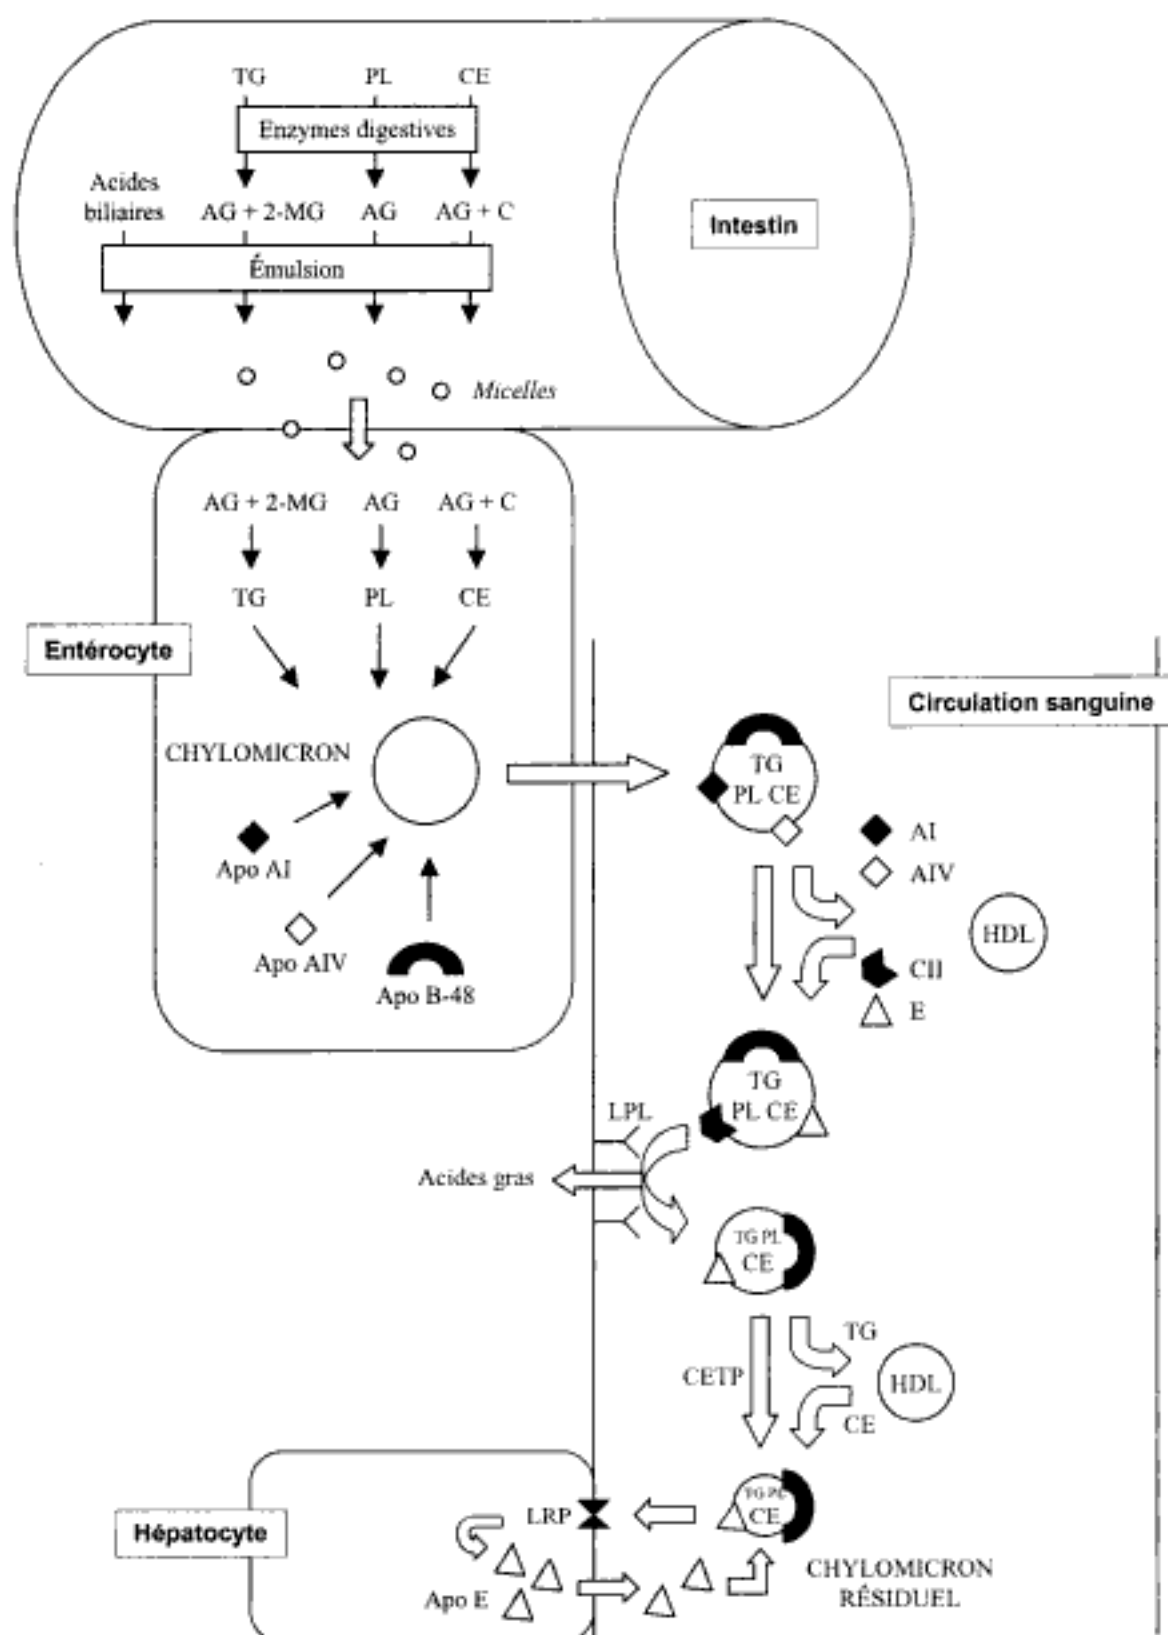 TG PL CE
Enzymes digestives
Acides
biliaires AG + 2-MG AG AG + C
Intestin
Émulsion
Micelles
AG + 2-MG AG AG + C
TG PL CE
Entérocyte
Circulation sanguine
CHYLOMICRON
TG
PL CE
AI
Apo AI
AIV
HDL
Apo AIV
CII
Apo B-48
E
TG
PL CE
LPL
Acides gras
TG PL
CE
TG
CETP
HDL
CE
TG PL
CE
LRP
Hépatocyte
CHYLOMICRON
RÉSIDUEL
Apo E